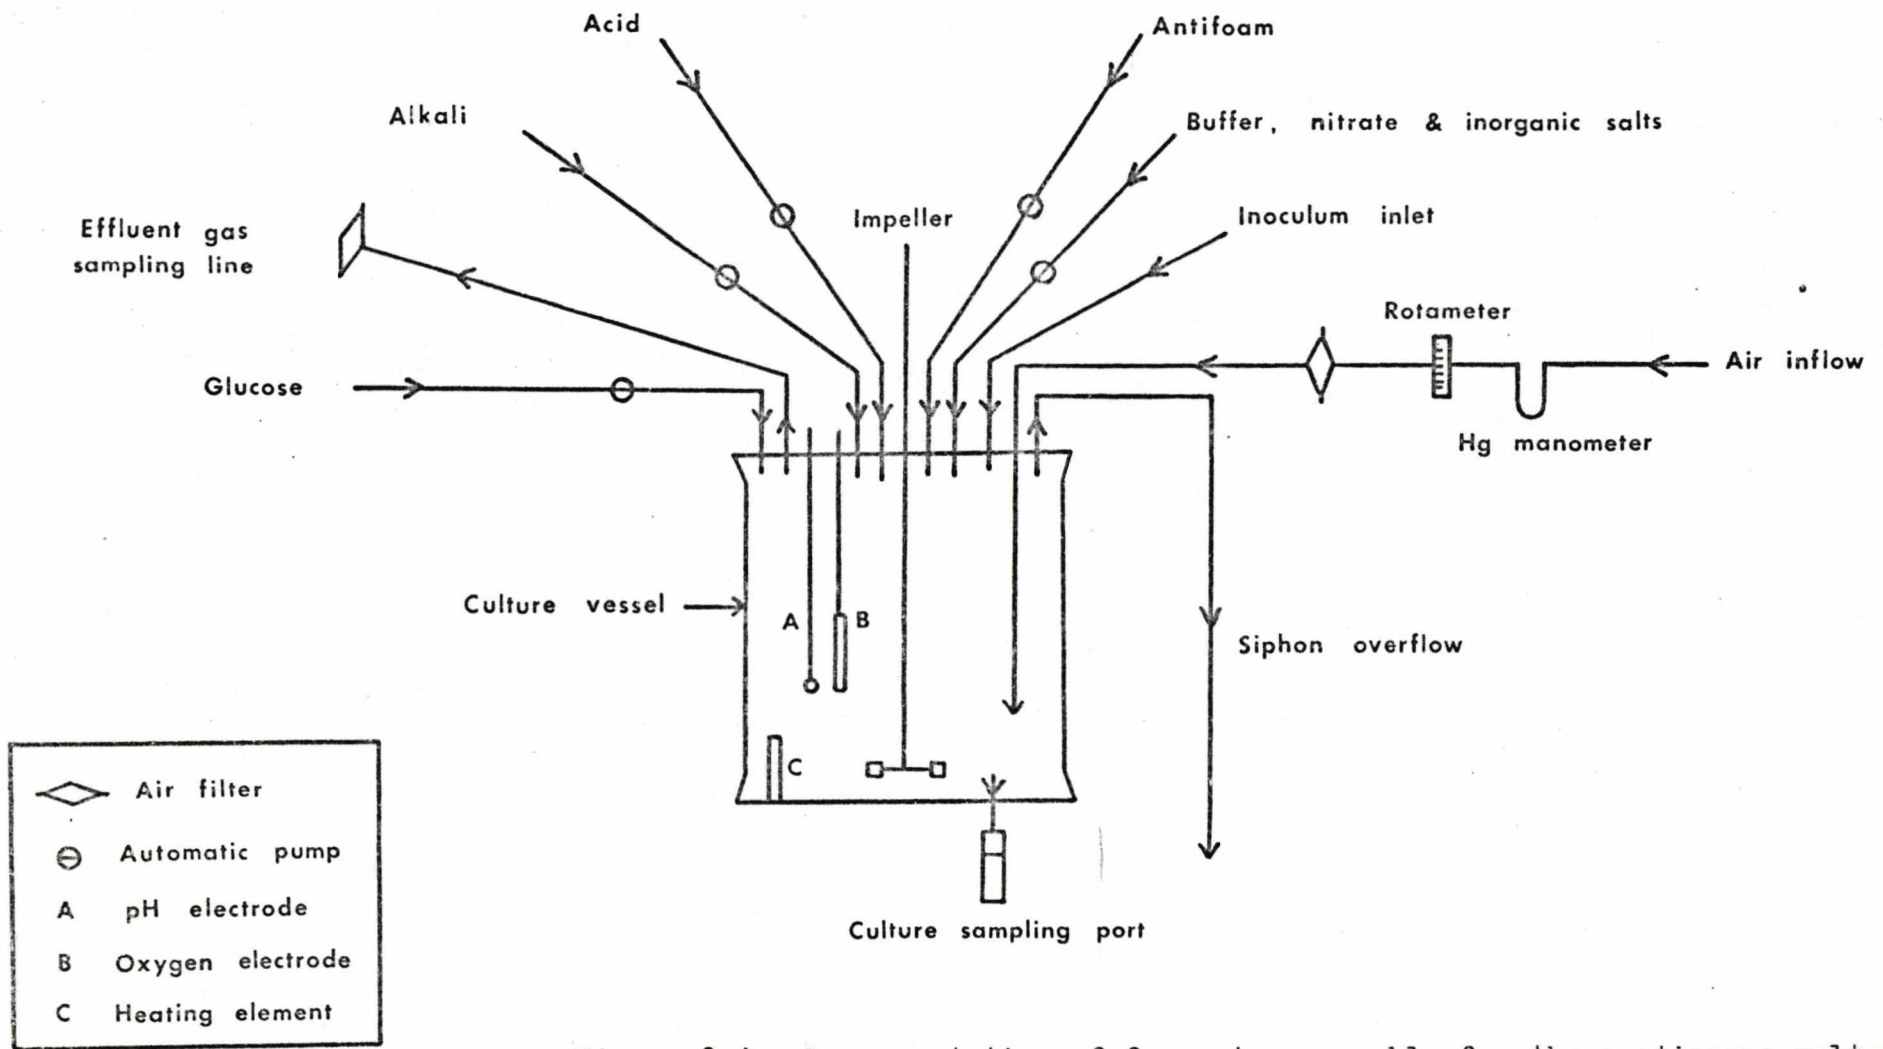 Acid
Antifoam
Alkali
Buffer, nitrate & inorganic salts
Effluent gas
sampling line
Impeller
Inoculum inlet
Rotameter
Glucose
Air inflow
Hg manometer
Culture vessel
A
B
Siphon overflow
C
Culture sampling port
Air filter
Automatic pump
A pH electrode
B Oxygen electrode
C Heating element